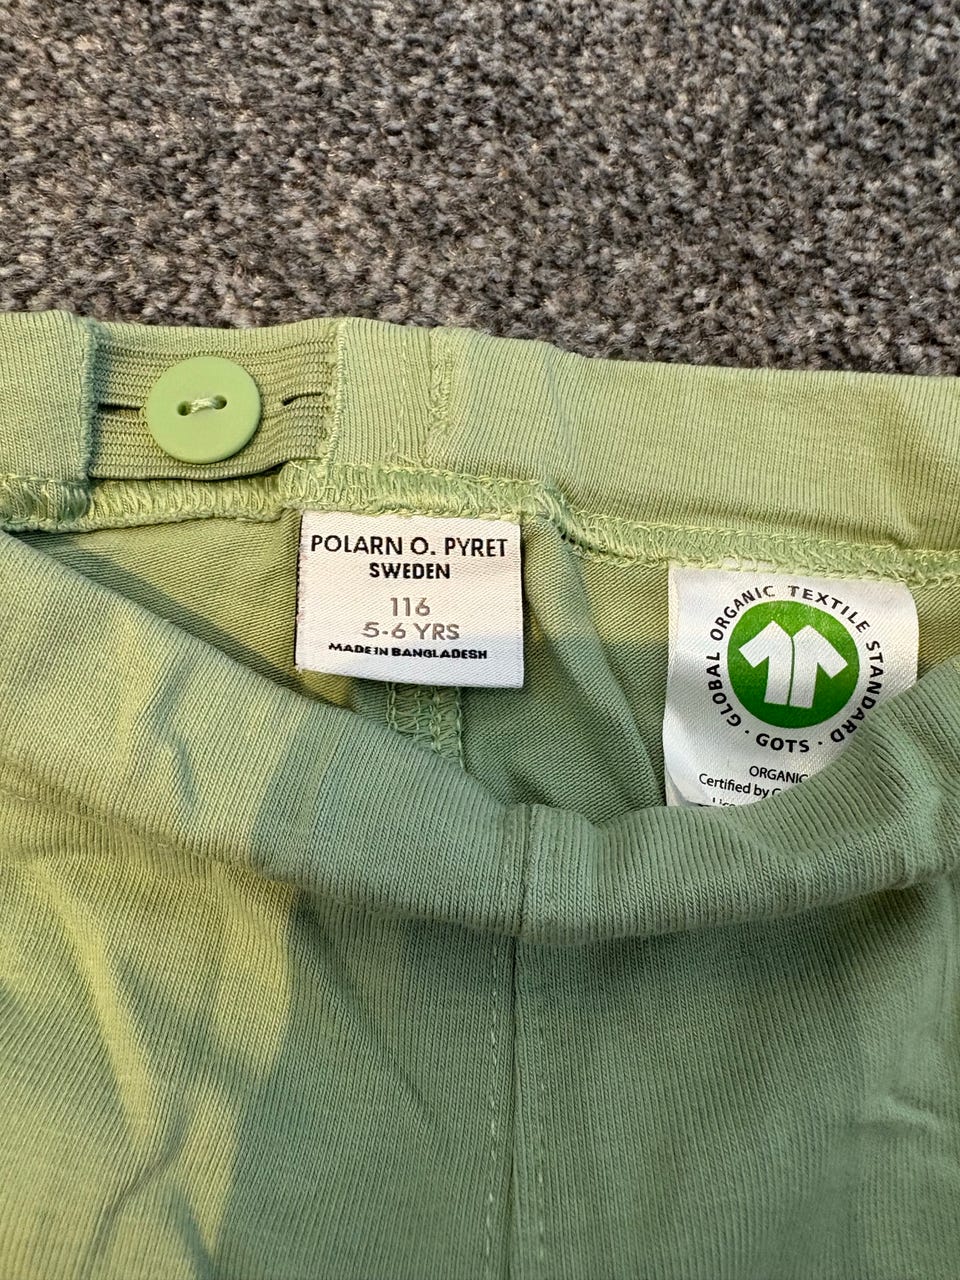 POLARN O. PYRET
SWEDEN
116
5-6 YRS
MADE IN BANGLADESH
GLOBAL ORGANIC TEXTILE STANDARD
· GOTS ·
ORGANIC
Certified by